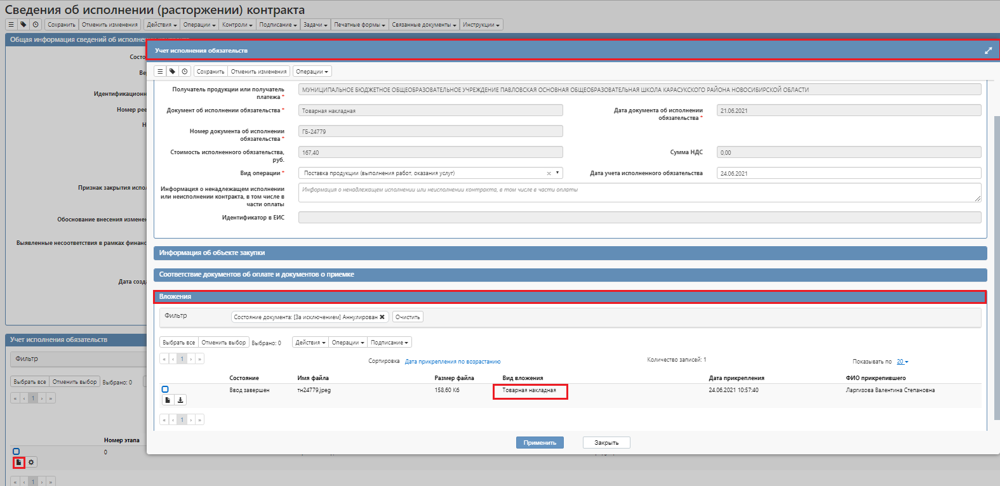 Сведения об исполнении (расторжении) контракта
Сохранить Отменить изменения Действия Операции Контроли Подписание Задачи Печатные формы Связанные документы Инструкции
Общая информация сведений об исполнении
Учет исполнения обязательств
Сохранить Отменить изменения Операции
Получатель продукции или получатель платежа * МУНИЦИПАЛЬНОЕ БЮДЖЕТНОЕ ОБЩЕОБРАЗОВАТЕЛЬНОЕ УЧРЕЖДЕНИЕ ПАВЛОВСКАЯ ОСНОВНАЯ ОБЩЕОБРАЗОВАТЕЛЬНАЯ ШКОЛА КАРАСУКСКОГО РАЙОНА НОВОСИБИРСКОЙ ОБЛАСТИ
Документ об исполнении обязательства * Товарная накладная Дата документа об исполнении обязательства * 21.06.2021
Номер документа об исполнении обязательства * ГБ-24779
Стоимость исполненного обязательства, руб. 167,40 Сумма НДС 0,00
Вид операции * Поставка продукции (выполнения работ, оказания услуг) × Дата учета исполненного обязательства 24.06.2021
Информация о ненадлежащем исполнении или неисполнении контракта, в том числе в части оплаты Информация о ненадлежащем исполнении или неисполнении контракта, в том числе в части оплаты
Идентификатор в ЕИС
Информация об объекте закупки
Соответствие документов об оплате и документов о приемке
Вложения
Фильтр Состояние документа: [За исключением] Аннулирован ✖ Очистить
Выбрать все Отменить выбор Выбрано: 0 Действия Операции Подписание
« ‹ 1 › » Сортировка Дата прикрепления по возрастанию Количество записей: 1 Показывать по 20
Состояние Имя файла Размер файла Вид вложения Дата прикрепления ФИО прикрепившего
Ввод завершен тн24779.jpeg 158,60 Кб Товарная накладная 24.06.2021 10:57:40 Ларгизова Валентина Степановна
« ‹ 1 › »
Применить Закрыть
Состо
Ве
Идентификационн
Номер рее
Н
Признак закрытия испол
Обоснование внесения изменен
Выявленные несоответствия в рамках финанс
Дата созд
Учет исполнения обязательств
Фильтр
Выбрать все Отменить выбор Выбрано: 0
« ‹ 1 › »
Номер этапа
0
« ‹ 1 › »